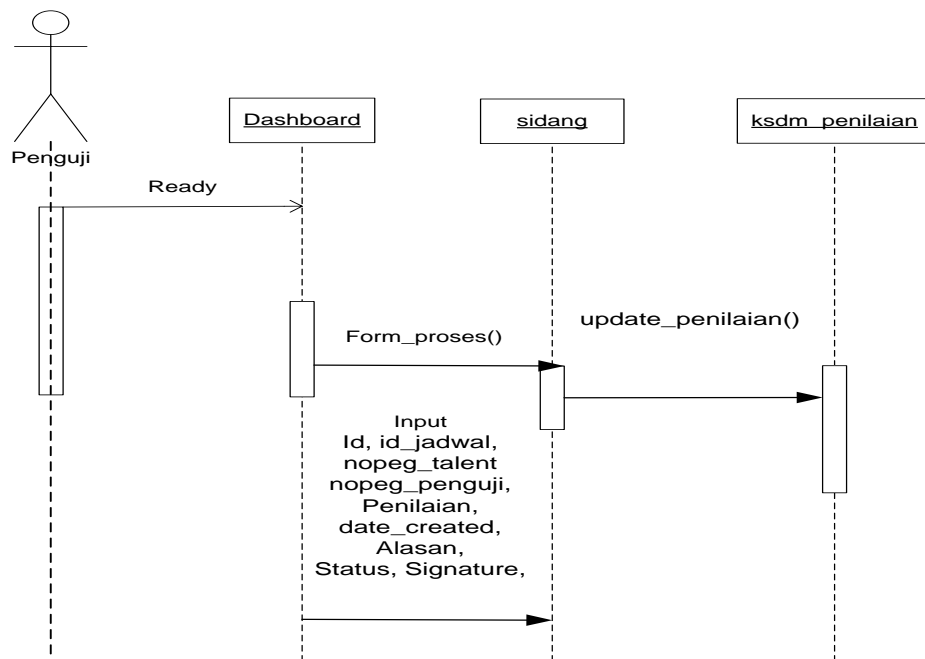 Penguji
Dashboard
sidang
ksdm_penilaian
Ready
Form_proses()
update_penilaian()
Input
Id, id_jadwal,
nopeg_talent
nopeg_penguji,
Penilaian,
date_created,
Alasan,
Status, Signature,